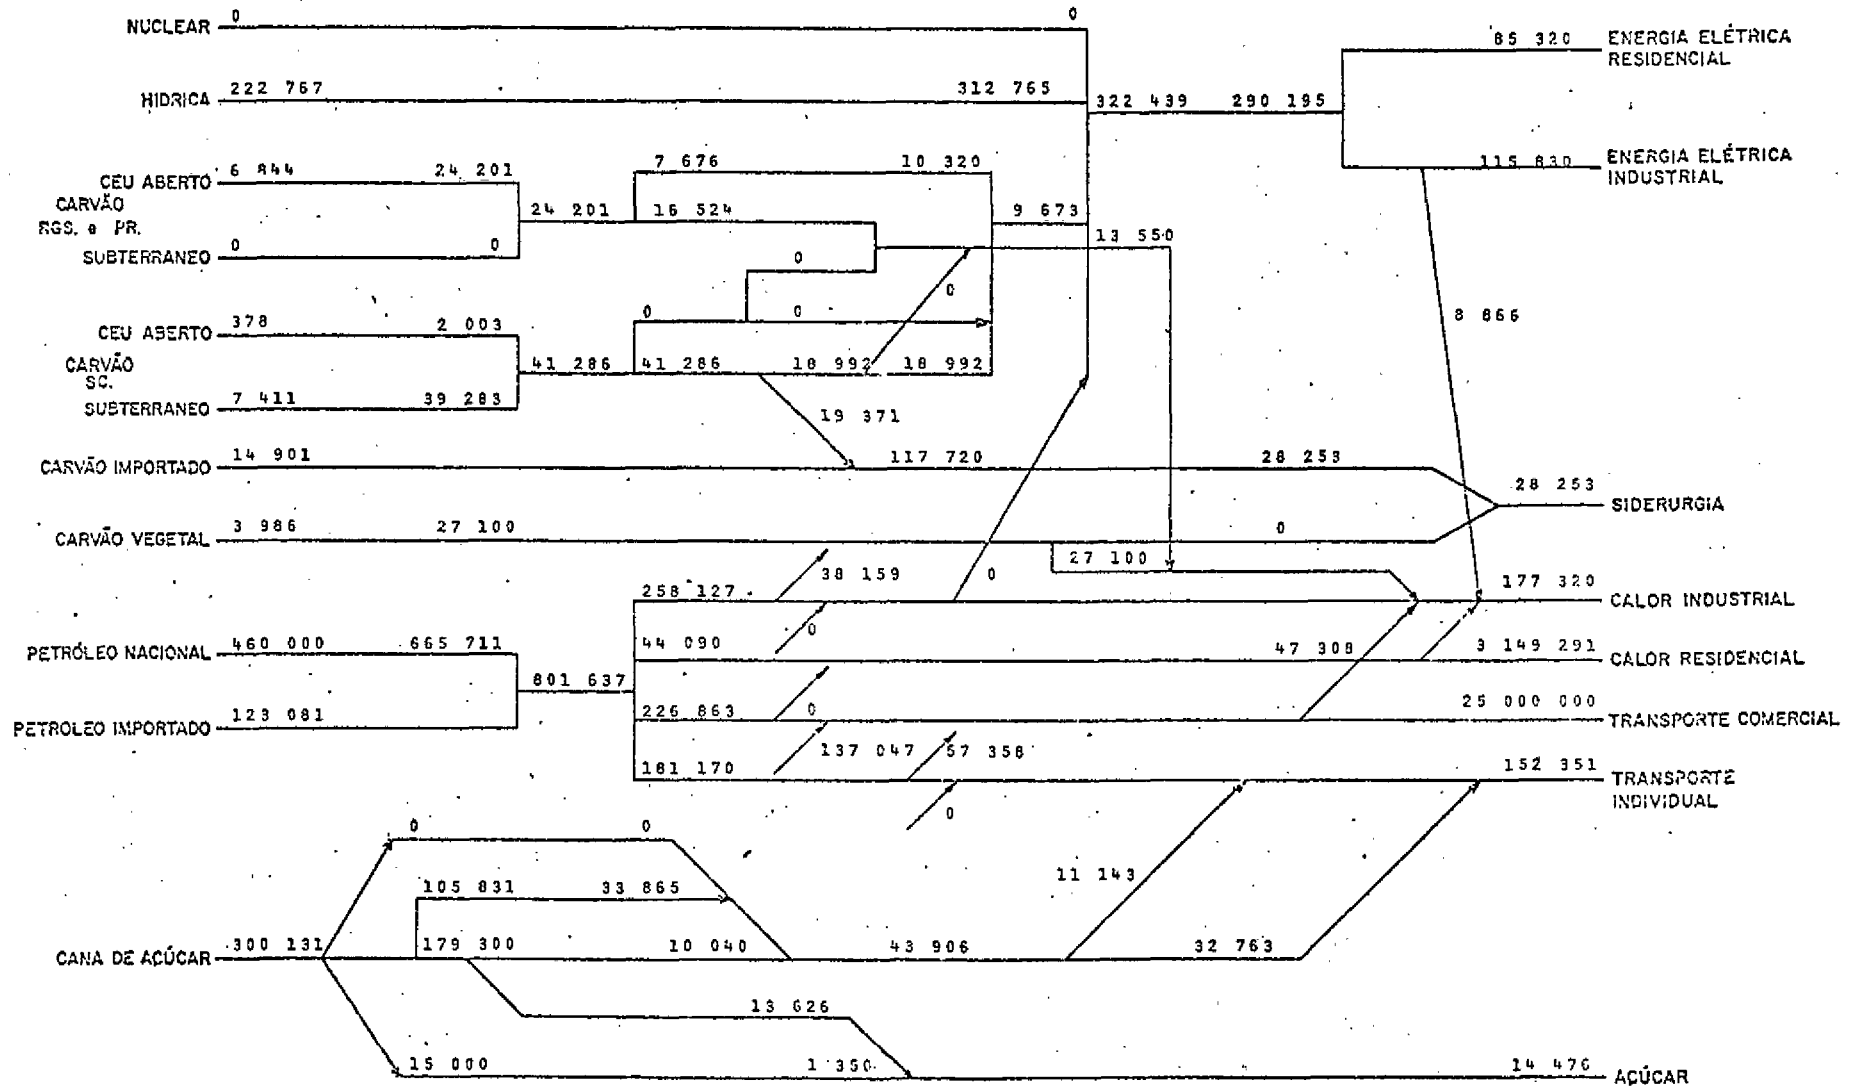 0 0
NUCLEAR
85 320 ENERGIA ELÉTRICA
RESIDENCIAL
HIDRICA 222 767 312 765 322 439 290 195
CEU ABERTO 6 844 24 201 7 676 10 320 115 830 ENERGIA ELÉTRICA
INDUSTRIAL
CARVÃO
RGS. e PR. 24 201 16 524 9 673
SUBTERRANEO 0 0 0 13 550
0
CEU ABERTO 378 2 003 0 0 8 866
CARVÃO
SC. 41 286 41 286 18 992 18 992
SUBTERRANEO 7 411 39 283 19 371
CARVÃO IMPORTADO 14 901 117 720 28 253
28 253 SIDERURGIA
CARVÃO VEGETAL 3 986 27 100 0
27 100
258 127 38 159 0 177 320 CALOR INDUSTRIAL
0
PETRÓLEO NACIONAL 460 000 665 711 44 090 47 308 3 149 291 CALOR RESIDENCIAL
801 637
PETROLEO IMPORTADO 123 081 226 863 0 25 000 000 TRANSPORTE COMERCIAL
137 047 57 358
181 170 152 351 TRANSPORTE
INDIVIDUAL
0
0 0
105 831 33 865 11 143
CANA DE AÇÚCAR 300 131 179 300 10 040 43 906 32 763
13 626
15 000 1 350 14 476 AÇÚCAR